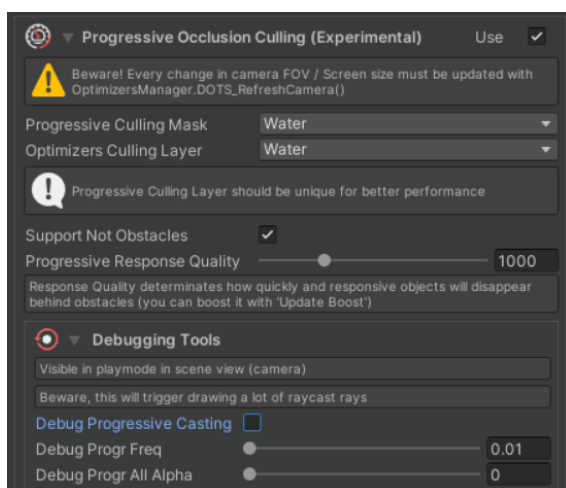 Progressive Occlusion Culling (Experimental) Use
Beware! Every change in camera FOV / Screen size must be updated with
OptimizersManager.DOTS_RefreshCamera()
Progressive Culling Mask Water
Optimizers Culling Layer Water
Progressive Culling Layer should be unique for better performance
Support Not Obstacles
Progressive Response Quality 1000
Response Quality determinates how quickly and responsive objects will disappear
behind obstacles (you can boost it with 'Update Boost')
Debugging Tools
Visible in playmode in scene view (camera)
Beware, this will trigger drawing a lot of raycast rays
Debug Progressive Casting
Debug Progr Freq 0.01
Debug Progr All Alpha 0